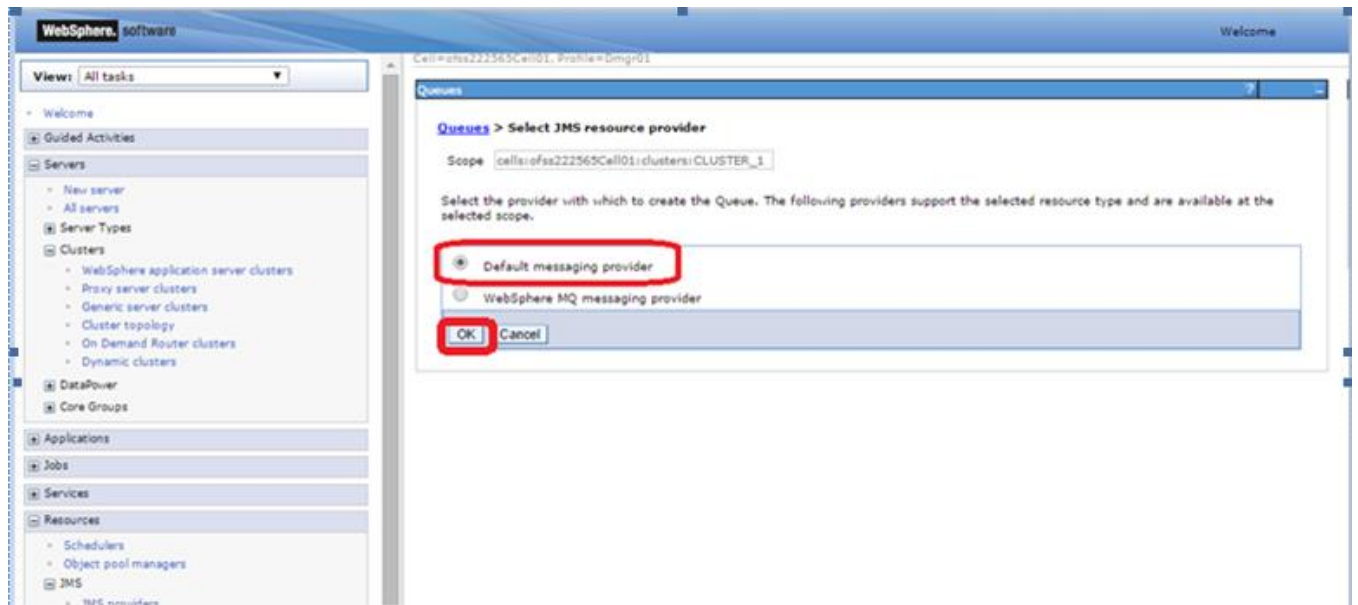 WebSphere. software
Welcome
View: All tasks
Cell=ofss222565Cell01, Profile=Dmgr01
Queues
?
Welcome
Guided Activities
Servers
New server
All servers
Server Types
Clusters
WebSphere application server clusters
Proxy server clusters
Generic server clusters
Cluster topology
On Demand Router clusters
Dynamic clusters
DataPower
Core Groups
Applications
Jobs
Services
Resources
Schedulers
Object pool managers
JMS
JMS providers
Queues > Select JMS resource provider
Scope cells:ofss222565Cell01:clusters:CLUSTER_1
Select the provider with which to create the Queue. The following providers support the selected resource type and are available at the
selected scope.
Default messaging provider
WebSphere MQ messaging provider
OK Cancel